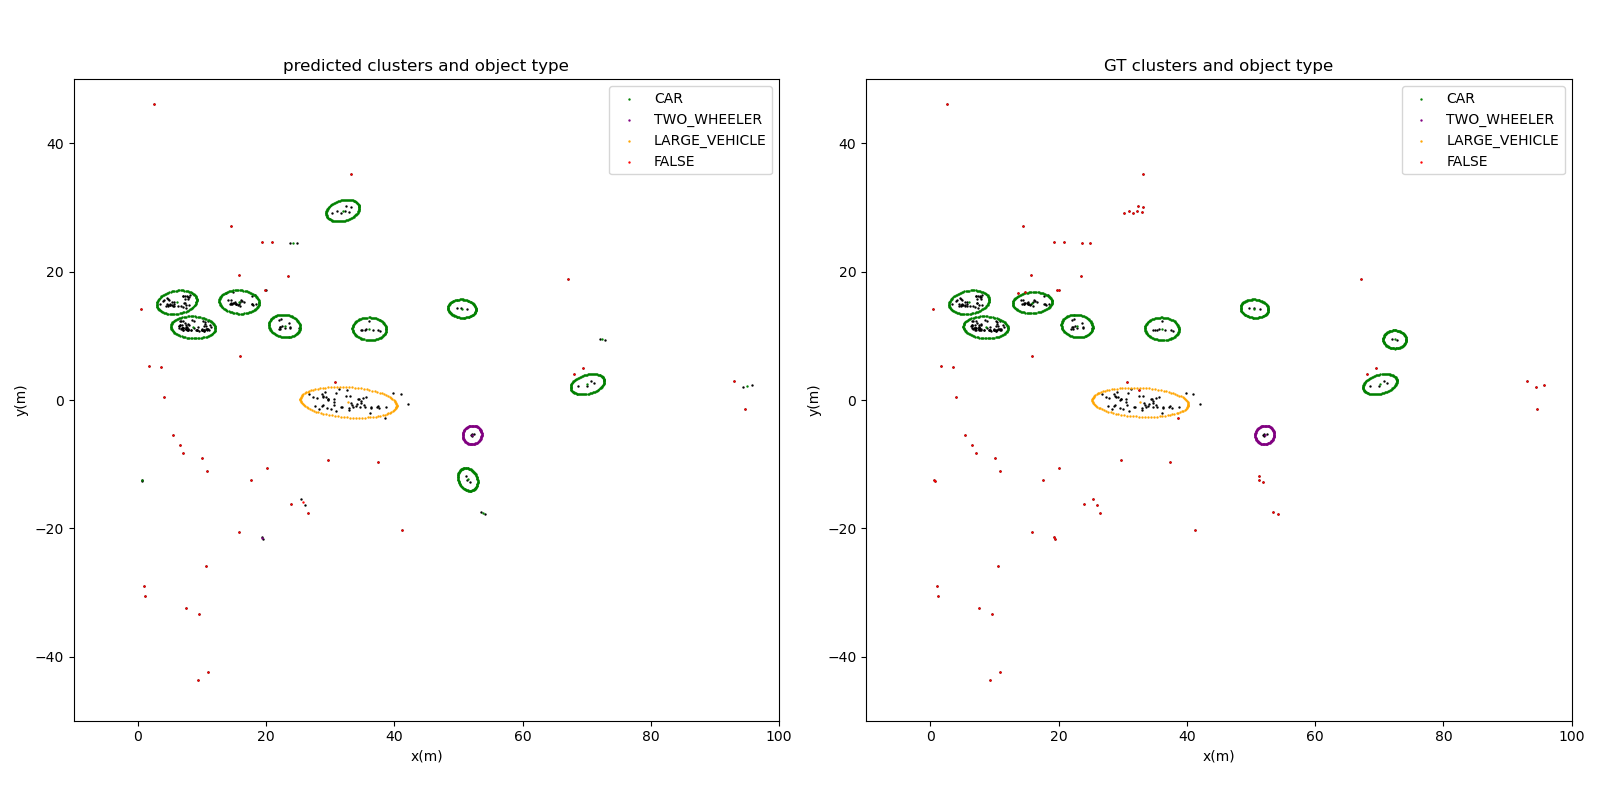 predicted clusters and object type
CAR
TWO_WHEELER
LARGE_VEHICLE
FALSE
40
20
0
−20
−40
y(m)
0
20
40
60
80
100
x(m)
GT clusters and object type
CAR
TWO_WHEELER
LARGE_VEHICLE
FALSE
40
20
0
−20
−40
y(m)
0
20
40
60
80
100
x(m)